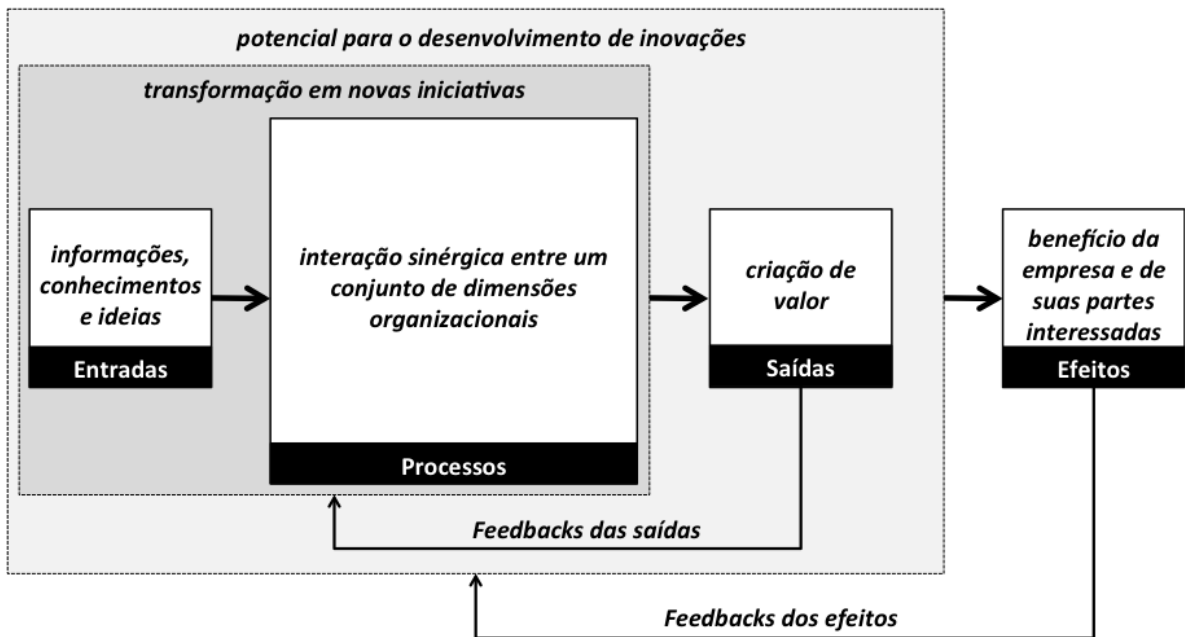 potencial para o desenvolvimento de inovações
transformação em novas iniciativas
informações,
conhecimentos
e ideias
Entradas
interação sinérgica entre um
conjunto de dimensões
organizacionais
Processos
criação de
valor
Saídas
benefício da
empresa e de
suas partes
interessadas
Efeitos
Feedbacks das saídas
Feedbacks dos efeitos